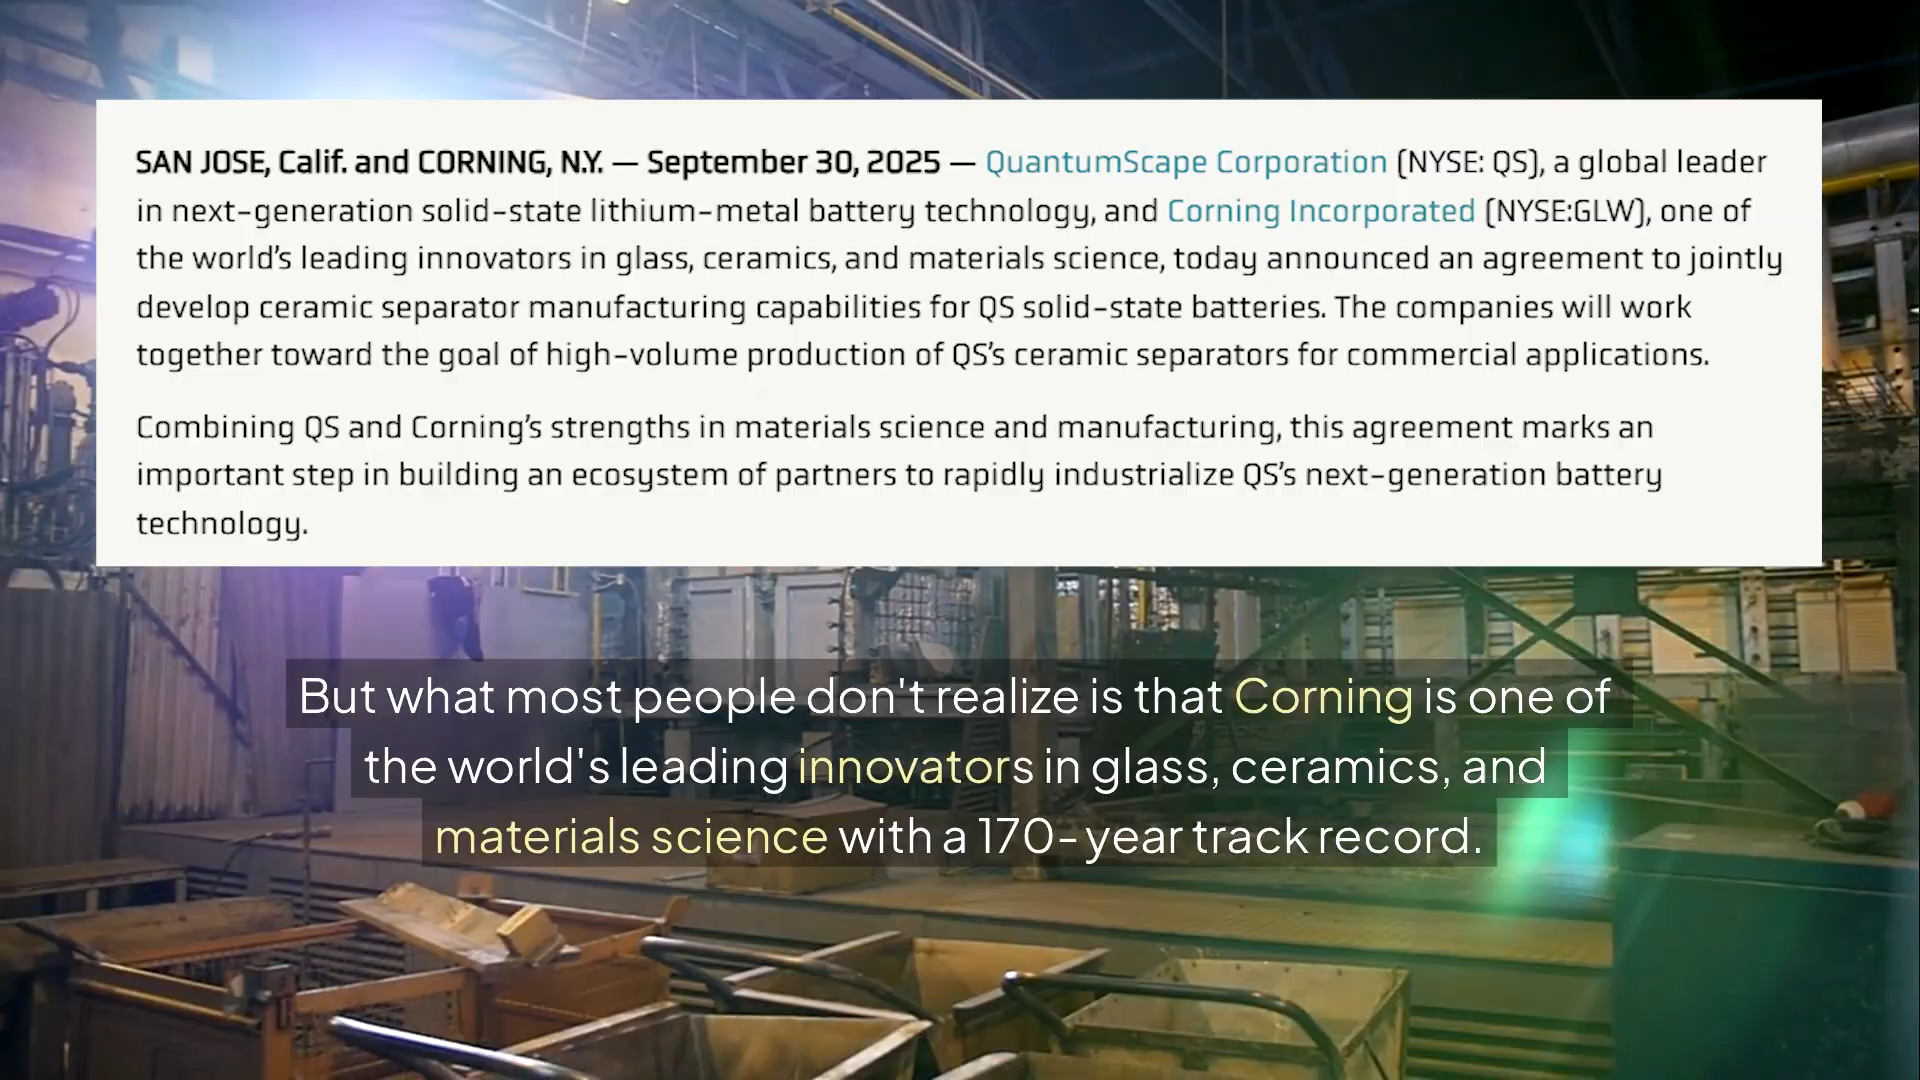 SAN JOSE, Calif. and CORNING, N.Y. — September 30, 2025 — QuantumScape Corporation (NYSE: QS), a global leader
in next-generation solid-state lithium-metal battery technology, and Corning Incorporated (NYSE:GLW), one of
the world's leading innovators in glass, ceramics, and materials science, today announced an agreement to jointly
develop ceramic separator manufacturing capabilities for QS solid-state batteries. The companies will work
together toward the goal of high-volume production of QS's ceramic separators for commercial applications.
Combining QS and Corning's strengths in materials science and manufacturing, this agreement marks an
important step in building an ecosystem of partners to rapidly industrialize QS's next-generation battery
technology.
But what most people don't realize is that Corning is one of
the world's leading innovators in glass, ceramics, and
materials science with a 170-year track record.